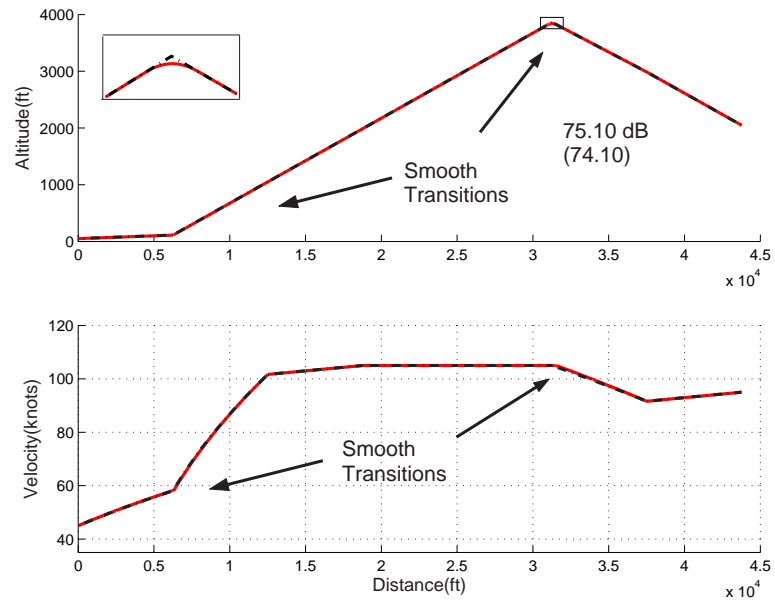 Altitude(ft)
4000
3000
2000
1000
0
75.10 dB
(74.10)
Smooth
Transitions
0 0.5 1 1.5 2 2.5 3 3.5 4 4.5
x 10^4
Velocity(knots)
120
100
80
60
40
Smooth
Transitions
0 0.5 1 1.5 2 2.5 3 3.5 4 4.5
Distance(ft)
x 10^4